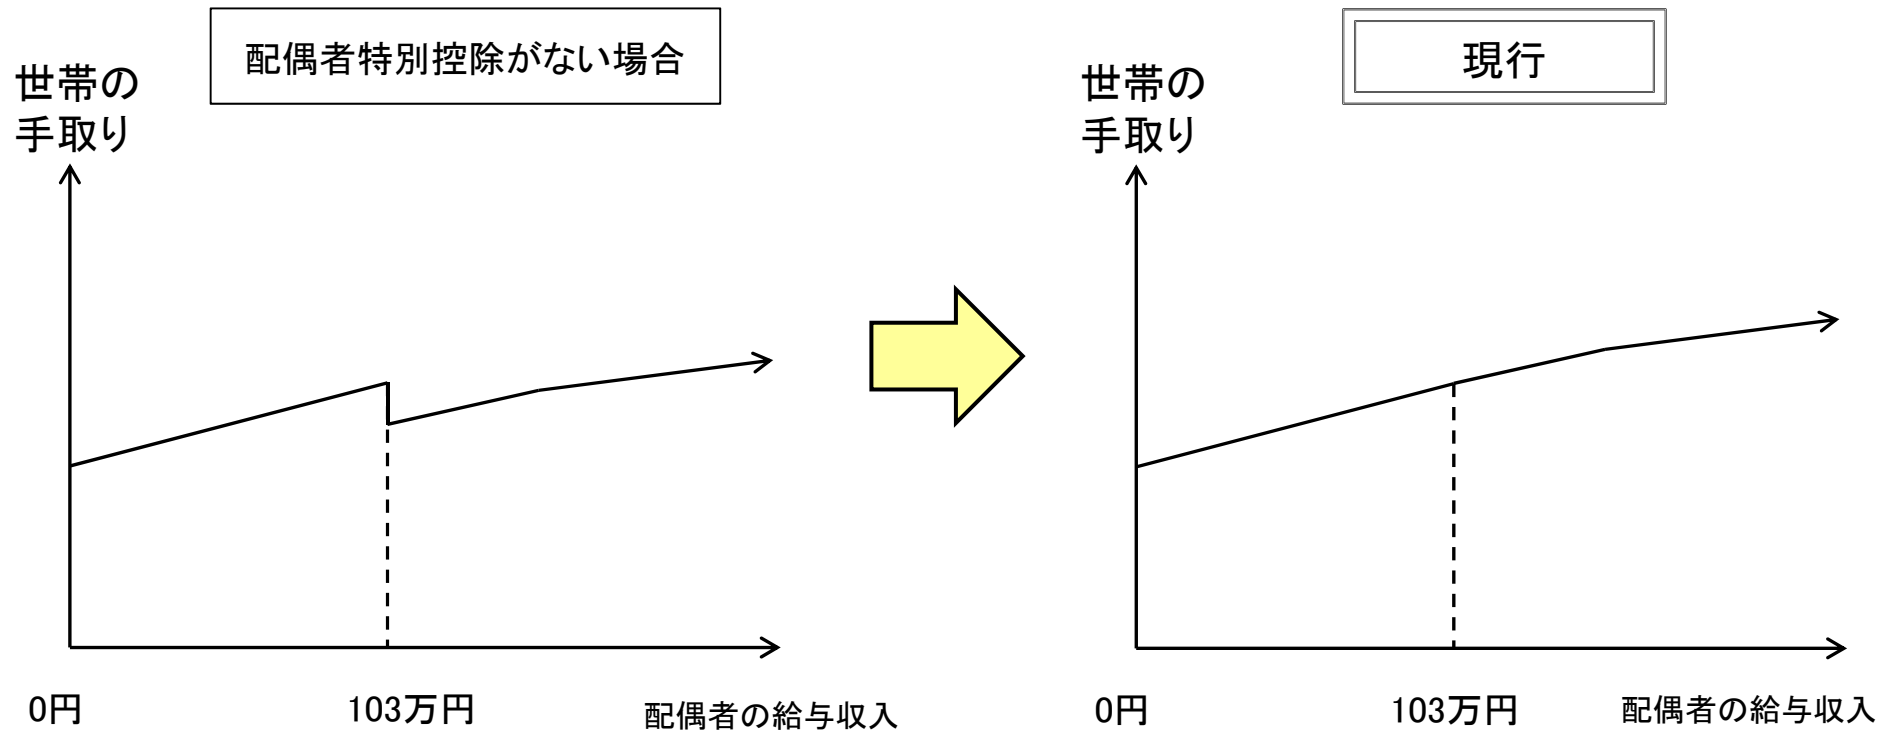 配偶者特別控除がない場合
世帯の
手取り
0円
103万円
配偶者の給与収入
現行
世帯の
手取り
0円
103万円
配偶者の給与収入